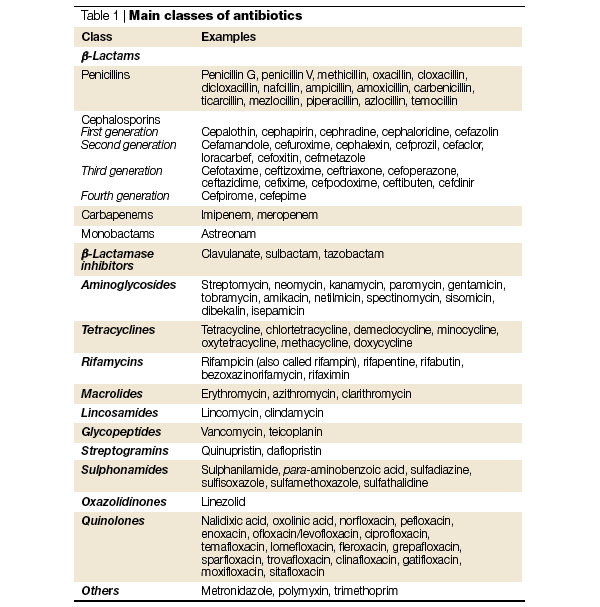 Table 1 | Main classes of antibiotics
Class Examples
β-Lactams
Penicillins Penicillin G, penicillin V, methicillin, oxacillin, cloxacillin,
dicloxacillin, nafcillin, ampicillin, amoxicillin, carbenicillin,
ticarcillin, mezlocillin, piperacillin, azlocillin, temocillin
Cephalosporins
First generation Cepalothin, cephapirin, cephradine, cephaloridine, cefazolin
Second generation Cefamandole, cefuroxime, cephalexin, cefprozil, cefaclor,
loracarbef, cefoxitin, cefmetazole
Third generation Cefotaxime, ceftizoxime, ceftriaxone, cefoperazone,
ceftazidime, cefixime, cefpodoxime, ceftibuten, cefdinir
Fourth generation Cefpirome, cefepime
Carbapenems Imipenem, meropenem
Monobactams Astreonam
β-Lactamase Clavulanate, sulbactam, tazobactam
inhibitors
Aminoglycosides Streptomycin, neomycin, kanamycin, paromycin, gentamicin,
tobramycin, amikacin, netilmicin, spectinomycin, sisomicin,
dibekalin, isepamicin
Tetracyclines Tetracycline, chlortetracycline, demeclocycline, minocycline,
oxytetracycline, methacycline, doxycycline
Rifamycins Rifampicin (also called rifampin), rifapentine, rifabutin,
bezoxazinorifamycin, rifaximin
Macrolides Erythromycin, azithromycin, clarithromycin
Lincosamides Lincomycin, clindamycin
Glycopeptides Vancomycin, teicoplanin
Streptogramins Quinupristin, daflopristin
Sulphonamides Sulphanilamide, para-aminobenzoic acid, sulfadiazine,
sulfisoxazole, sulfamethoxazole, sulfathalidine
Oxazolidinones Linezolid
Quinolones Nalidixic acid, oxolinic acid, norfloxacin, pefloxacin,
enoxacin, ofloxacin/levofloxacin, ciprofloxacin,
temafloxacin, lomefloxacin, fleroxacin, grepafloxacin,
sparfloxacin, trovafloxacin, clinafloxacin, gatifloxacin,
moxifloxacin, sitafloxacin
Others Metronidazole, polymyxin, trimethoprim